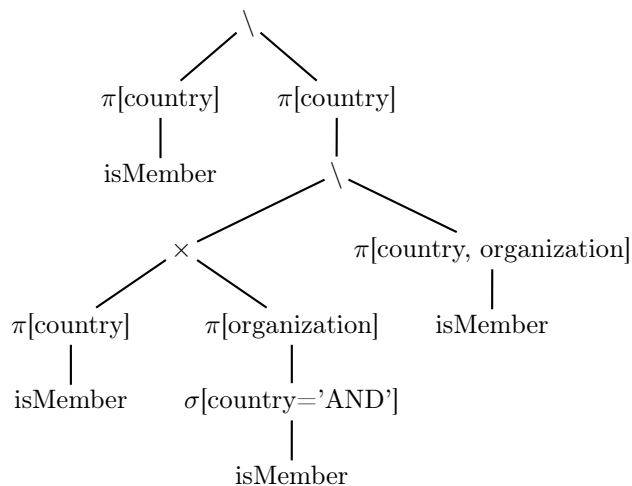 \
π[country] π[country]
isMember \
× π[country, organization]
π[country] π[organization] isMember
isMember σ[country='AND']
isMember